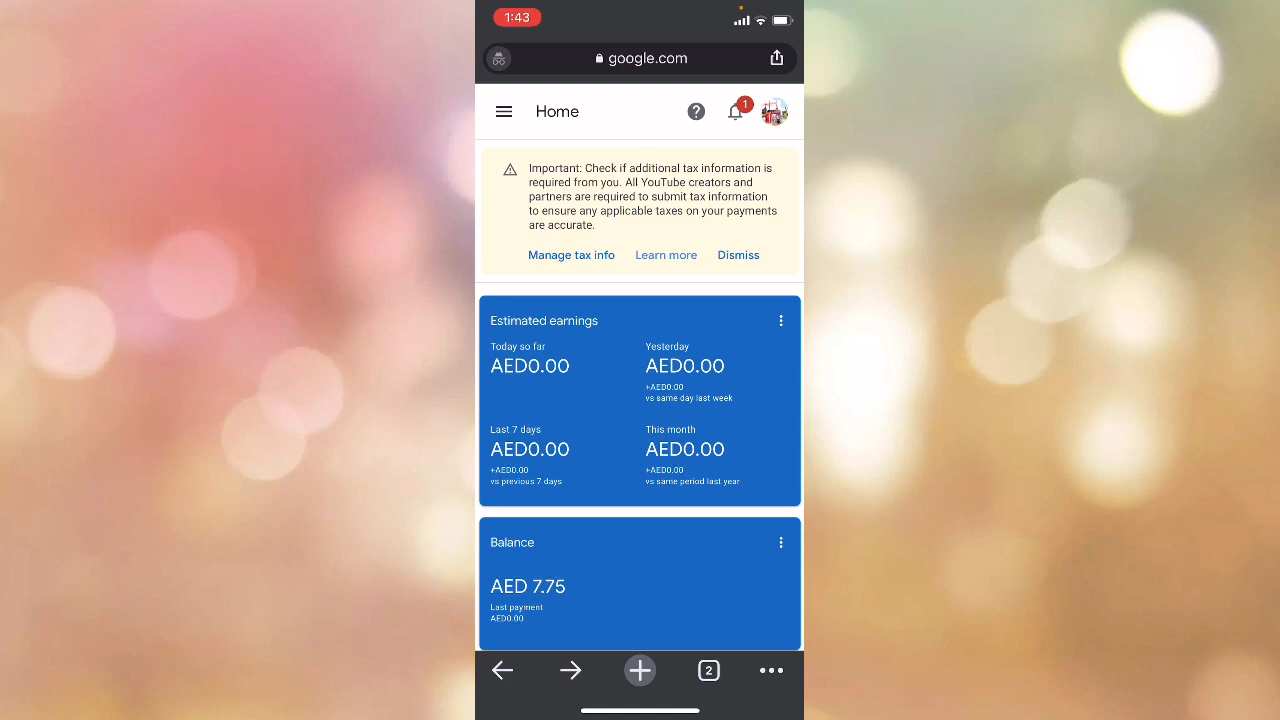 1:43
google.com
Home
1
Important: Check if additional tax information is
required from you. All YouTube creators and
partners are required to submit tax information
to ensure any applicable taxes on your payments
are accurate.
Manage tax info Learn more Dismiss
Estimated earnings
Today so far Yesterday
AED0.00 AED0.00
+AED0.00
vs same day last week
Last 7 days This month
AED0.00 AED0.00
+AED0.00 +AED0.00
vs previous 7 days vs same period last year
Balance
AED 7.75
Last payment
AED0.00
2